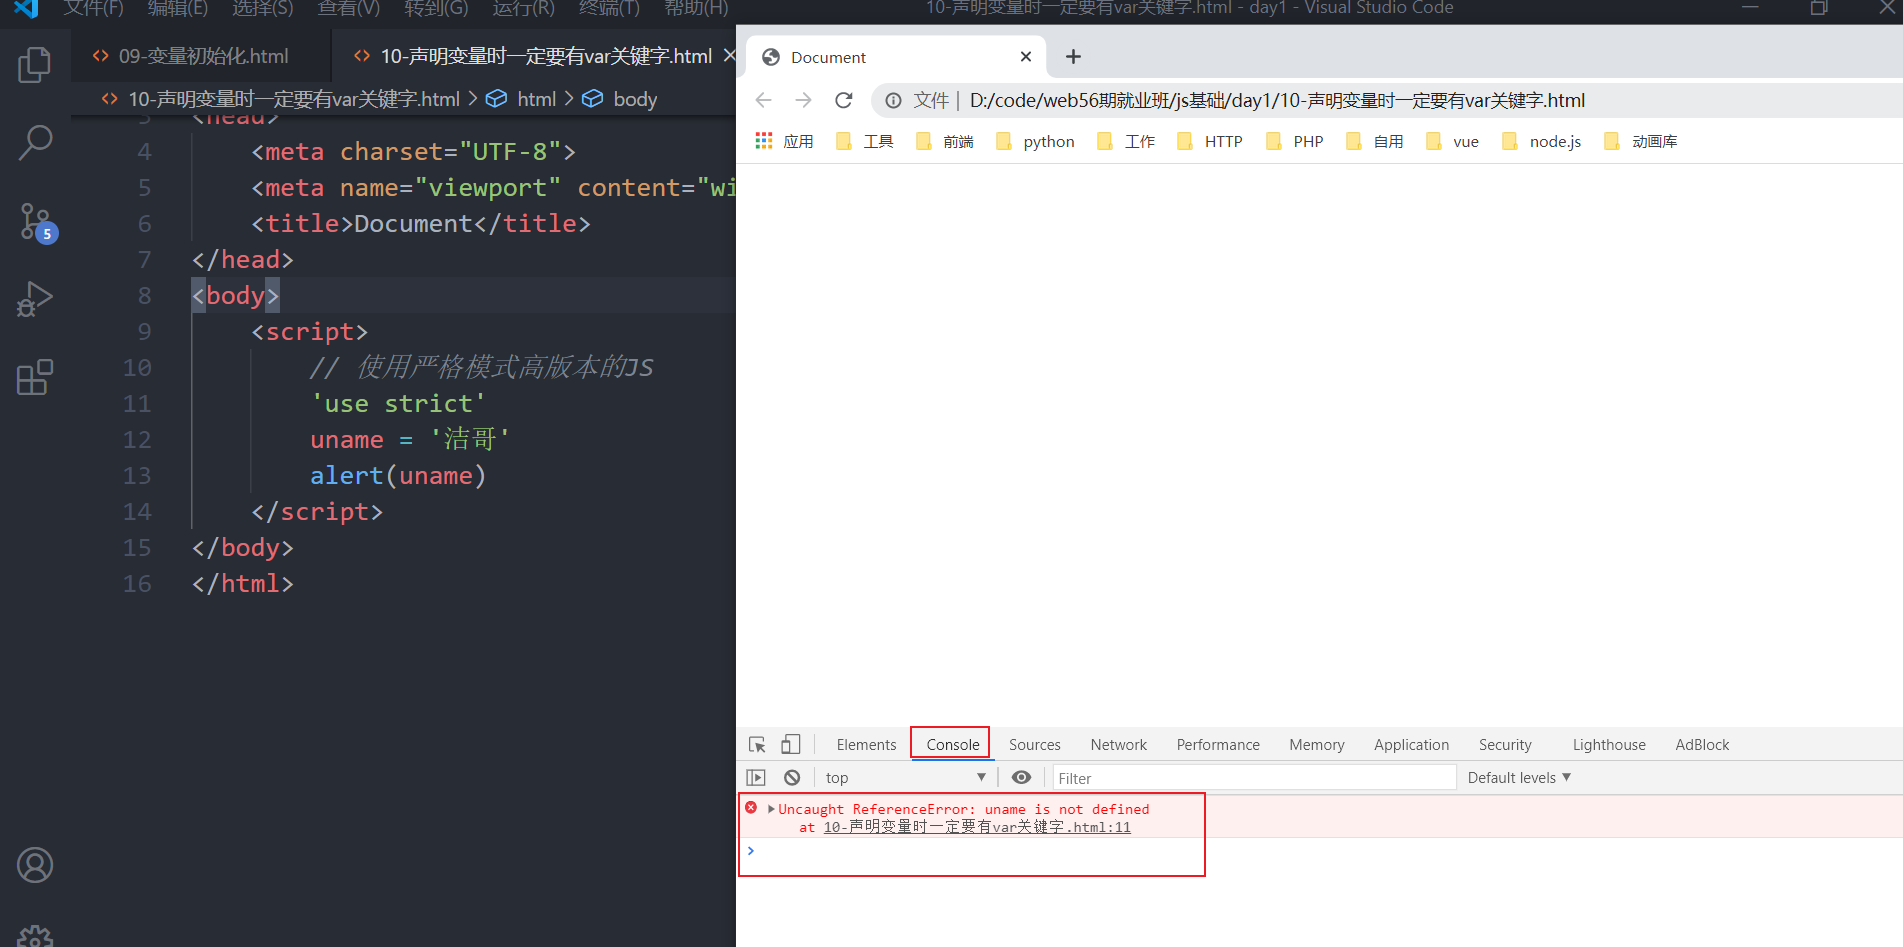 文件(F) 编辑(E) 选择(S) 查看(V) 转到(G) 运行(R) 终端(T) 帮助(H)
10-声明变量时一定要有var关键字.html - day1 - Visual Studio Code
09-变量初始化.html
10-声明变量时一定要有var关键字.html
10-声明变量时一定要有var关键字.html > html > body
3 <head>
4 <meta charset="UTF-8">
5 <meta name="viewport" content="wi
6 <title>Document</title>
7 </head>
8 <body>
9 <script>
10 // 使用严格模式高版本的JS
11 'use strict'
12 uname = '洁哥'
13 alert(uname)
14 </script>
15 </body>
16 </html>
5
Document
文件 | D:/code/web56期就业班/js基础/day1/10-声明变量时一定要有var关键字.html
应用 工具 前端 python 工作 HTTP PHP 自用 vue node.js 动画库
Elements Console Sources Network Performance Memory Application Security Lighthouse AdBlock
top Filter Default levels
Uncaught ReferenceError: uname is not defined
at 10-声明变量时一定要有var关键字.html:11